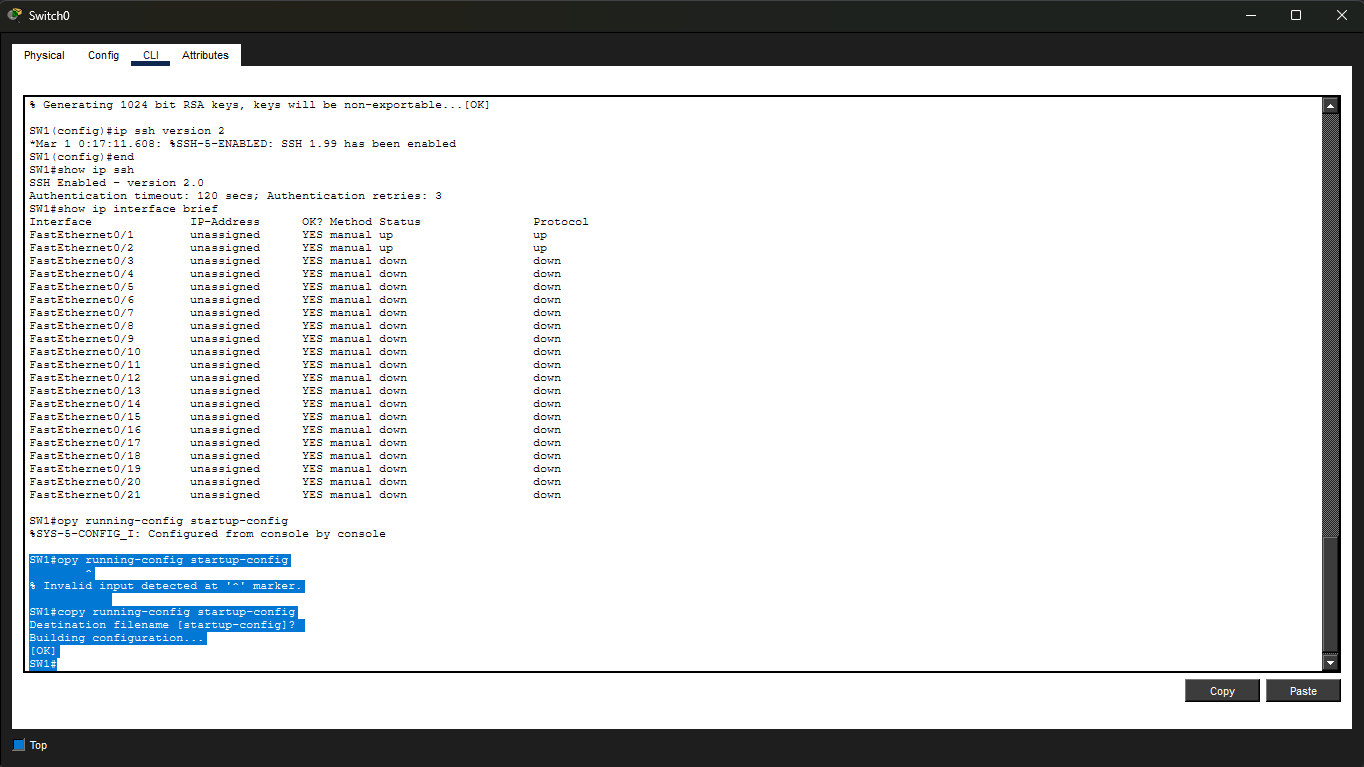 Switch0
Physical Config CLI Attributes
% Generating 1024 bit RSA keys, keys will be non-exportable...[OK]
SW1(config)#ip ssh version 2
*Mar 1 0:17:11.608: %SSH-5-ENABLED: SSH 1.99 has been enabled
SW1(config)#end
SW1#show ip ssh
SSH Enabled - version 2.0
Authentication timeout: 120 secs; Authentication retries: 3
SW1#show ip interface brief
Interface IP-Address OK? Method Status Protocol
FastEthernet0/1 unassigned YES manual up up
FastEthernet0/2 unassigned YES manual up up
FastEthernet0/3 unassigned YES manual down down
FastEthernet0/4 unassigned YES manual down down
FastEthernet0/5 unassigned YES manual down down
FastEthernet0/6 unassigned YES manual down down
FastEthernet0/7 unassigned YES manual down down
FastEthernet0/8 unassigned YES manual down down
FastEthernet0/9 unassigned YES manual down down
FastEthernet0/10 unassigned YES manual down down
FastEthernet0/11 unassigned YES manual down down
FastEthernet0/12 unassigned YES manual down down
FastEthernet0/13 unassigned YES manual down down
FastEthernet0/14 unassigned YES manual down down
FastEthernet0/15 unassigned YES manual down down
FastEthernet0/16 unassigned YES manual down down
FastEthernet0/17 unassigned YES manual down down
FastEthernet0/18 unassigned YES manual down down
FastEthernet0/19 unassigned YES manual down down
FastEthernet0/20 unassigned YES manual down down
FastEthernet0/21 unassigned YES manual down down
SW1#opy running-config startup-config
%SYS-5-CONFIG_I: Configured from console by console
SW1#opy running-config startup-config
^
% Invalid input detected at '^' marker.
SW1#copy running-config startup-config
Destination filename [startup-config]?
Building configuration...
[OK]
SW1#
Copy Paste
Top